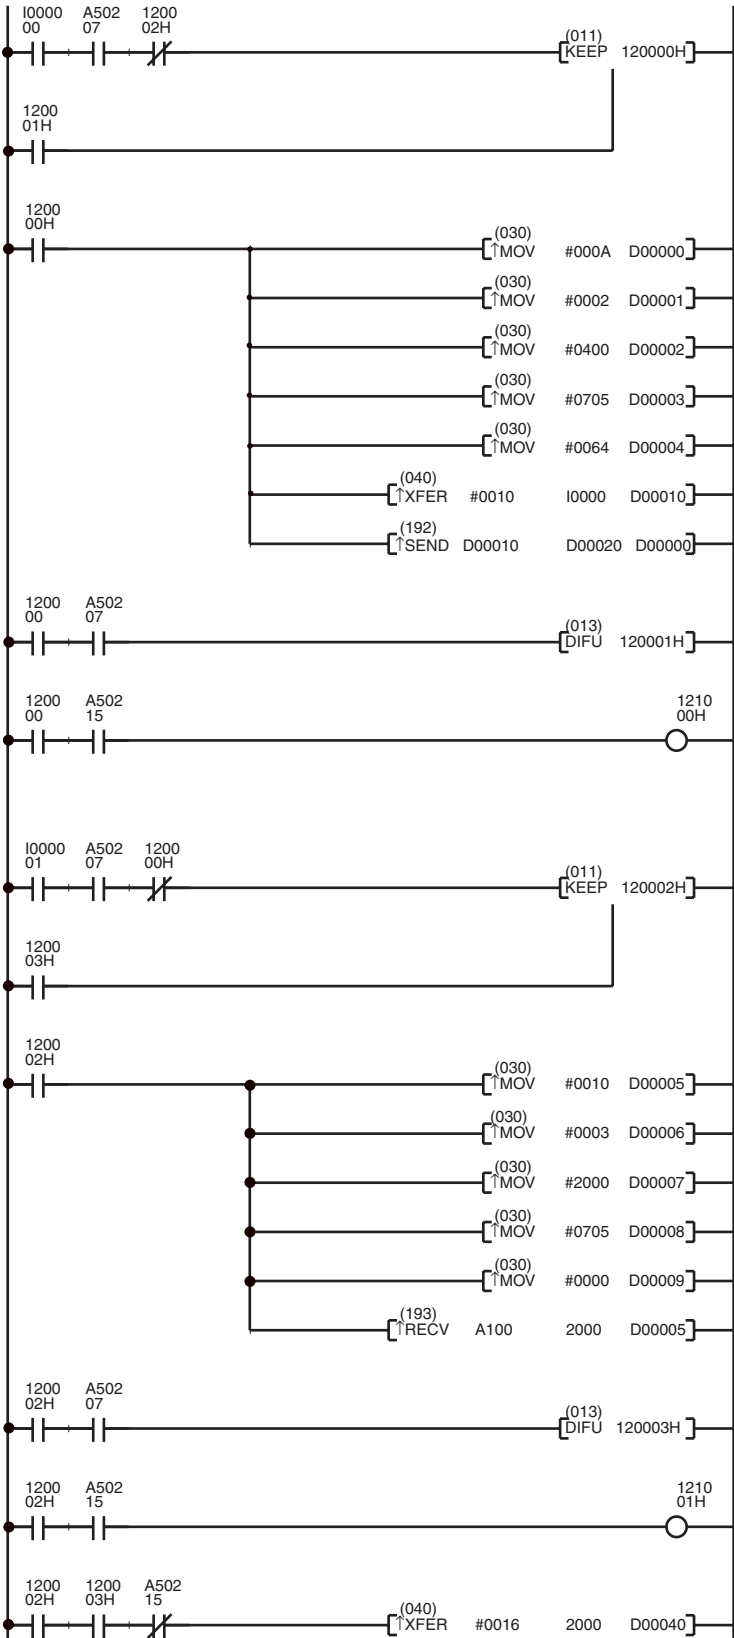 I0000 A502 1200
00 07 02H
(011)
KEEP 120000H
1200
01H
1200
00H
(030)
↑MOV #000A D00000
(030)
↑MOV #0002 D00001
(030)
↑MOV #0400 D00002
(030)
↑MOV #0705 D00003
(030)
↑MOV #0064 D00004
(040)
↑XFER #0010 I0000 D00010
(192)
↑SEND D00010 D00020 D00000
1200 A502
00 07
(013)
DIFU 120001H
1200 A502
00 15
1210
00H
I0000 A502 1200
01 07 00H
(011)
KEEP 120002H
1200
03H
1200
02H
(030)
↑MOV #0010 D00005
(030)
↑MOV #0003 D00006
(030)
↑MOV #2000 D00007
(030)
↑MOV #0705 D00008
(030)
↑MOV #0000 D00009
(193)
↑RECV A100 2000 D00005
1200 A502
02H 07
(013)
DIFU 120003H
1200 A502
02H 15
1210
01H
1200 1200 A502
02H 03H 15
(040)
↑XFER #0016 2000 D00040